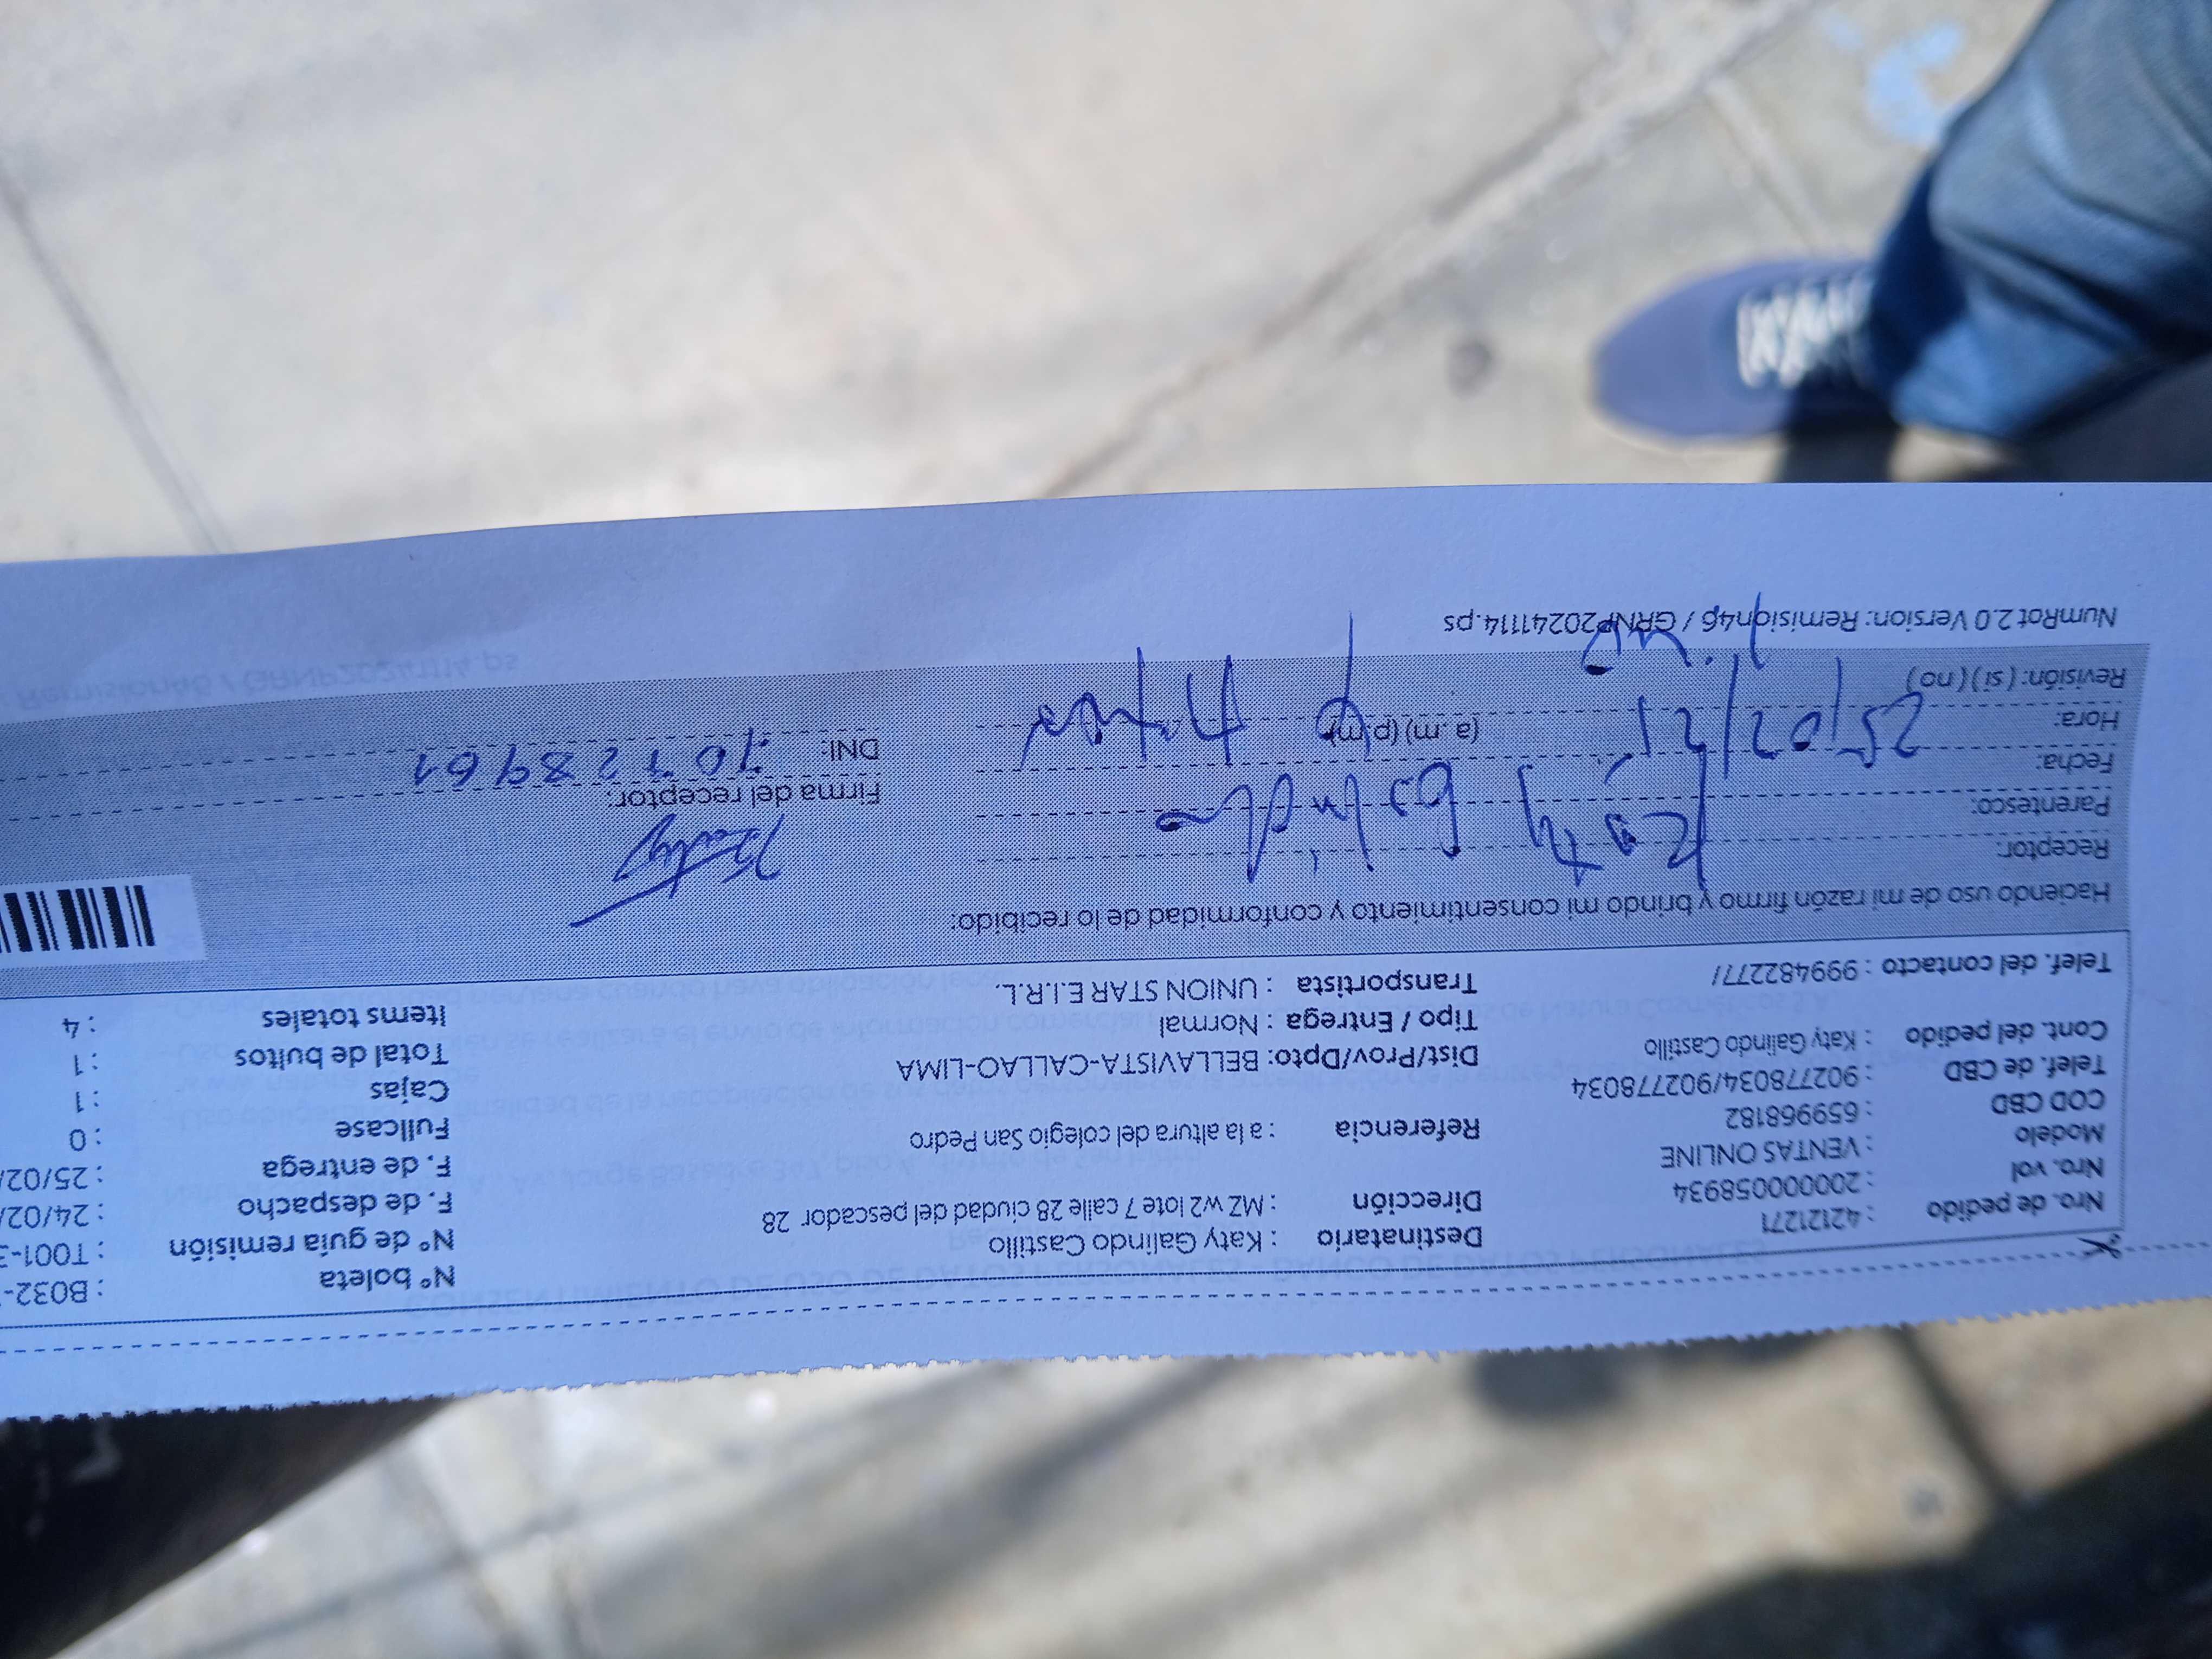 Nro. de pedido : 42121271
Nro. vol : 20000058934
Modelo : VENTAS ONLINE
COD CBD : 659968182
Telef. de CBD : 902778034/902778034
Cont. del pedido : Katy Galindo Castillo
Telef. del contacto : 999482277/
Destinatario : Katy Galindo Castillo
Dirección : MZ w2 lote 7 calle 28 ciudad del pescador 28
Referencia : a la altura del colegio San Pedro
Dist/Prov/Dpto: BELLAVISTA-CALLAO-LIMA
Tipo / Entrega : Normal
Transportista : UNION STAR E.I.R.L.
N° boleta : B032-
N° de guía remisión : T001-3
F. de despacho : 24/02/
F. de entrega : 25/02/
Fullcase : 0
Cajas : 1
Total de bultos : 1
Items totales : 4
Haciendo uso de mi razón firmo y brindo mi consentimiento y conformidad de lo recibido:
Receptor:
Parentesco:
Katy Galindo
Fecha:
Hora: (a. m) (p. m)
25/02/21
Revisión: ( si ) ( no )
Firma del receptor:
Katy
DNI:
NumRot 2.0 Version: Remision46 / GRNP20241114.ps